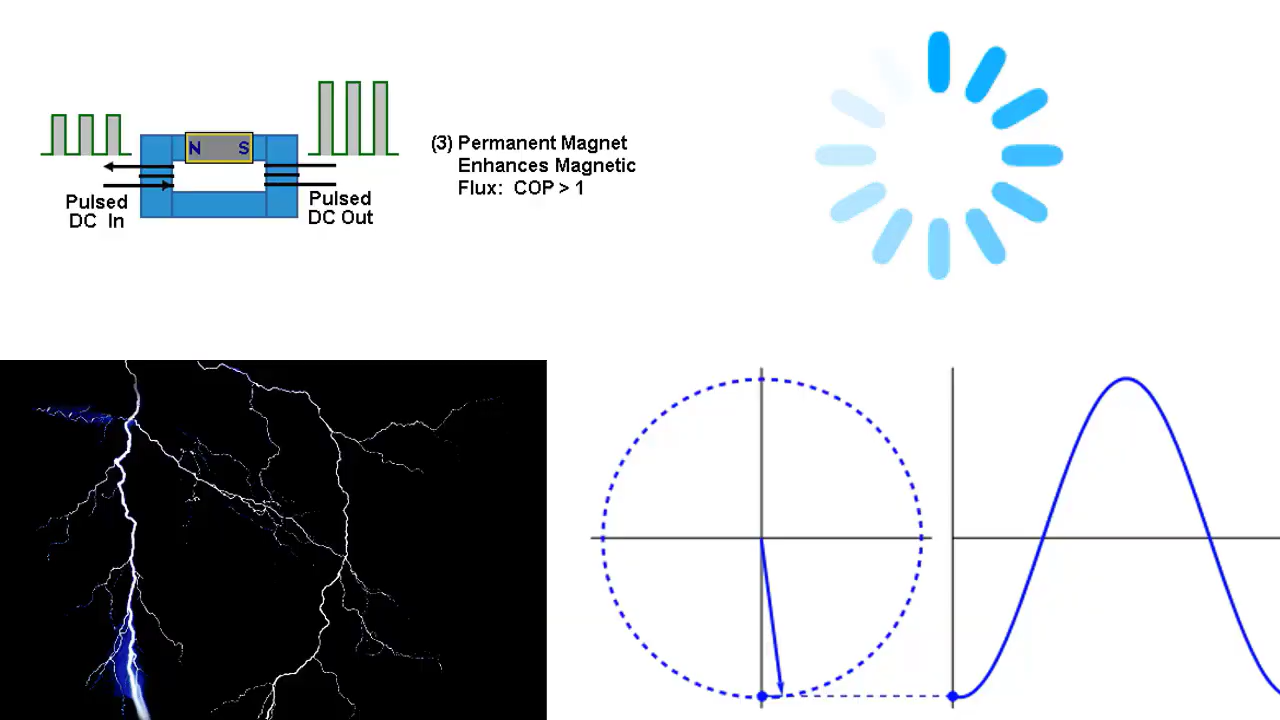 N S
(3) Permanent Magnet
Enhances Magnetic
Flux: COP > 1
Pulsed
DC In
Pulsed
DC Out